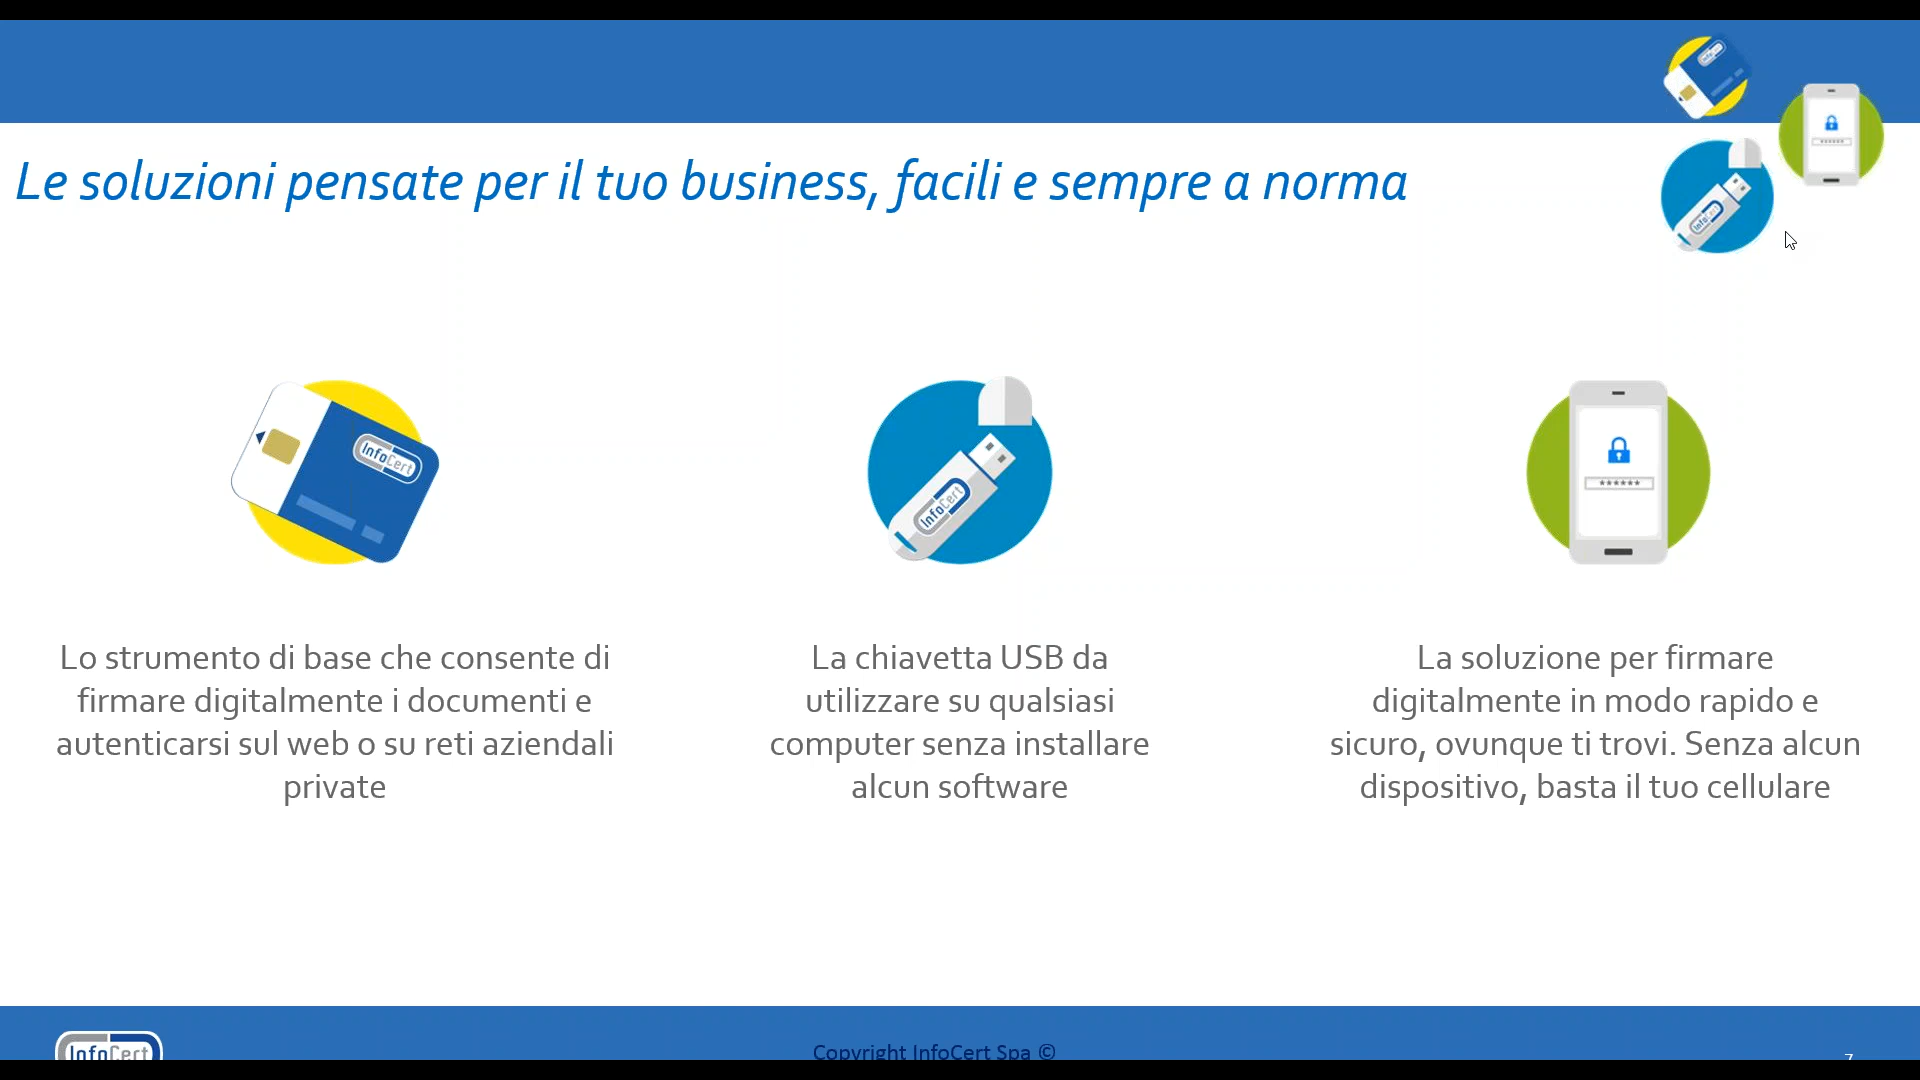 Le soluzioni pensate per il tuo business, facili e sempre a norma
InfoCert
InfoCert
******
Lo strumento di base che consente di
firmare digitalmente i documenti e
autenticarsi sul web o su reti aziendali
private
La chiavetta USB da
utilizzare su qualsiasi
computer senza installare
alcun software
La soluzione per firmare
digitalmente in modo rapido e
sicuro, ovunque ti trovi. Senza alcun
dispositivo, basta il tuo cellulare
InfoCert
Copyright InfoCert Spa ©
7